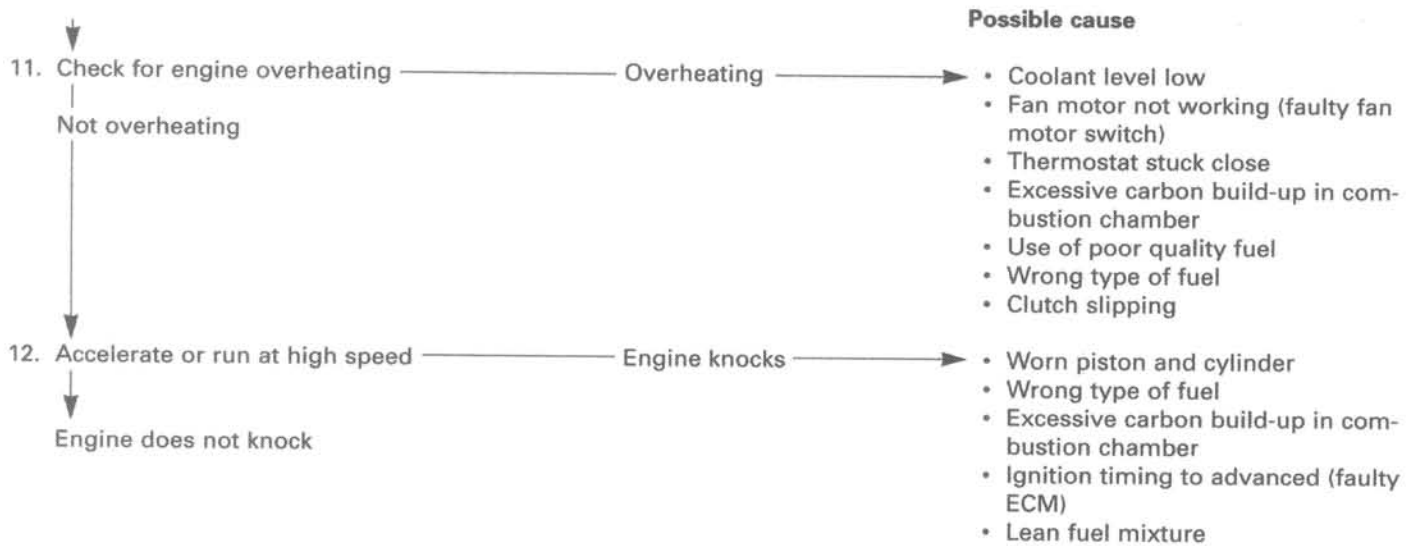 Possible cause
11. Check for engine overheating
Overheating
• Coolant level low
• Fan motor not working (faulty fan
motor switch)
• Thermostat stuck close
• Excessive carbon build-up in com-
bustion chamber
• Use of poor quality fuel
• Wrong type of fuel
• Clutch slipping
Not overheating
12. Accelerate or run at high speed
Engine knocks
• Worn piston and cylinder
• Wrong type of fuel
• Excessive carbon build-up in com-
bustion chamber
• Ignition timing to advanced (faulty
ECM)
• Lean fuel mixture
Engine does not knock